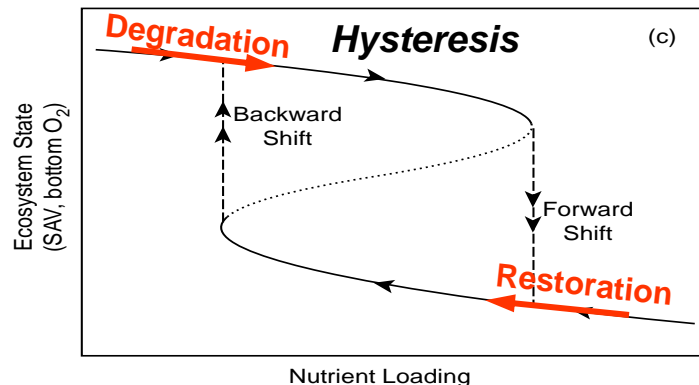 Degradation
Hysteresis
(c)
Backward
Shift
Ecosystem State
(SAV, bottom O₂)
Forward
Shift
Restoration
Nutrient Loading